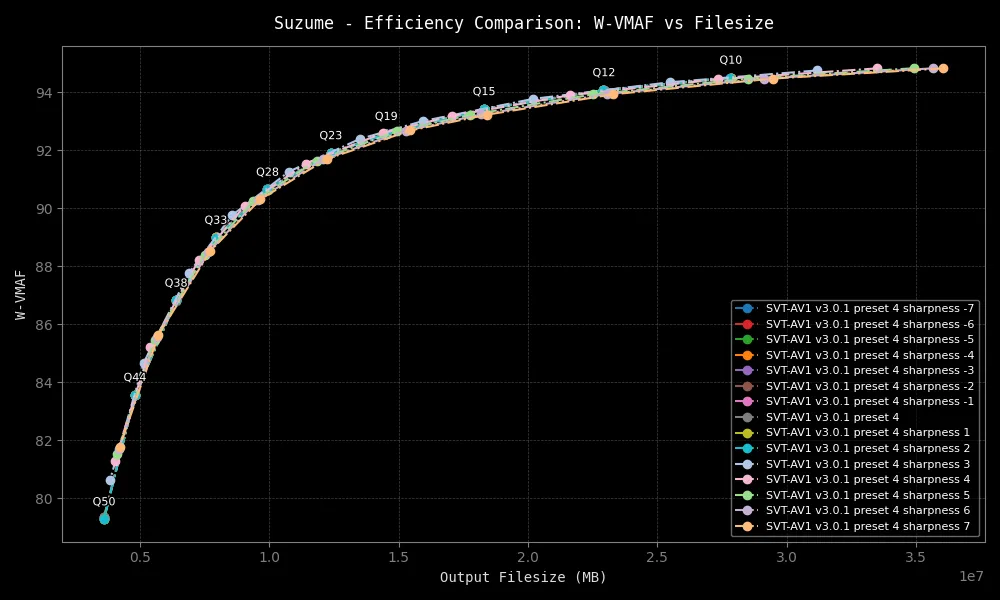 Suzume - Efficiency Comparison: W-VMAF vs Filesize
W-VMAF
94
92
90
88
86
84
82
80
Q10
Q12
Q15
Q19
Q23
Q28
Q33
Q38
Q44
Q50
SVT-AV1 v3.0.1 preset 4 sharpness -7
SVT-AV1 v3.0.1 preset 4 sharpness -6
SVT-AV1 v3.0.1 preset 4 sharpness -5
SVT-AV1 v3.0.1 preset 4 sharpness -4
SVT-AV1 v3.0.1 preset 4 sharpness -3
SVT-AV1 v3.0.1 preset 4 sharpness -2
SVT-AV1 v3.0.1 preset 4 sharpness -1
SVT-AV1 v3.0.1 preset 4
SVT-AV1 v3.0.1 preset 4 sharpness 1
SVT-AV1 v3.0.1 preset 4 sharpness 2
SVT-AV1 v3.0.1 preset 4 sharpness 3
SVT-AV1 v3.0.1 preset 4 sharpness 4
SVT-AV1 v3.0.1 preset 4 sharpness 5
SVT-AV1 v3.0.1 preset 4 sharpness 6
SVT-AV1 v3.0.1 preset 4 sharpness 7
0.5 1.0 1.5 2.0 2.5 3.0 3.5
1e7
Output Filesize (MB)